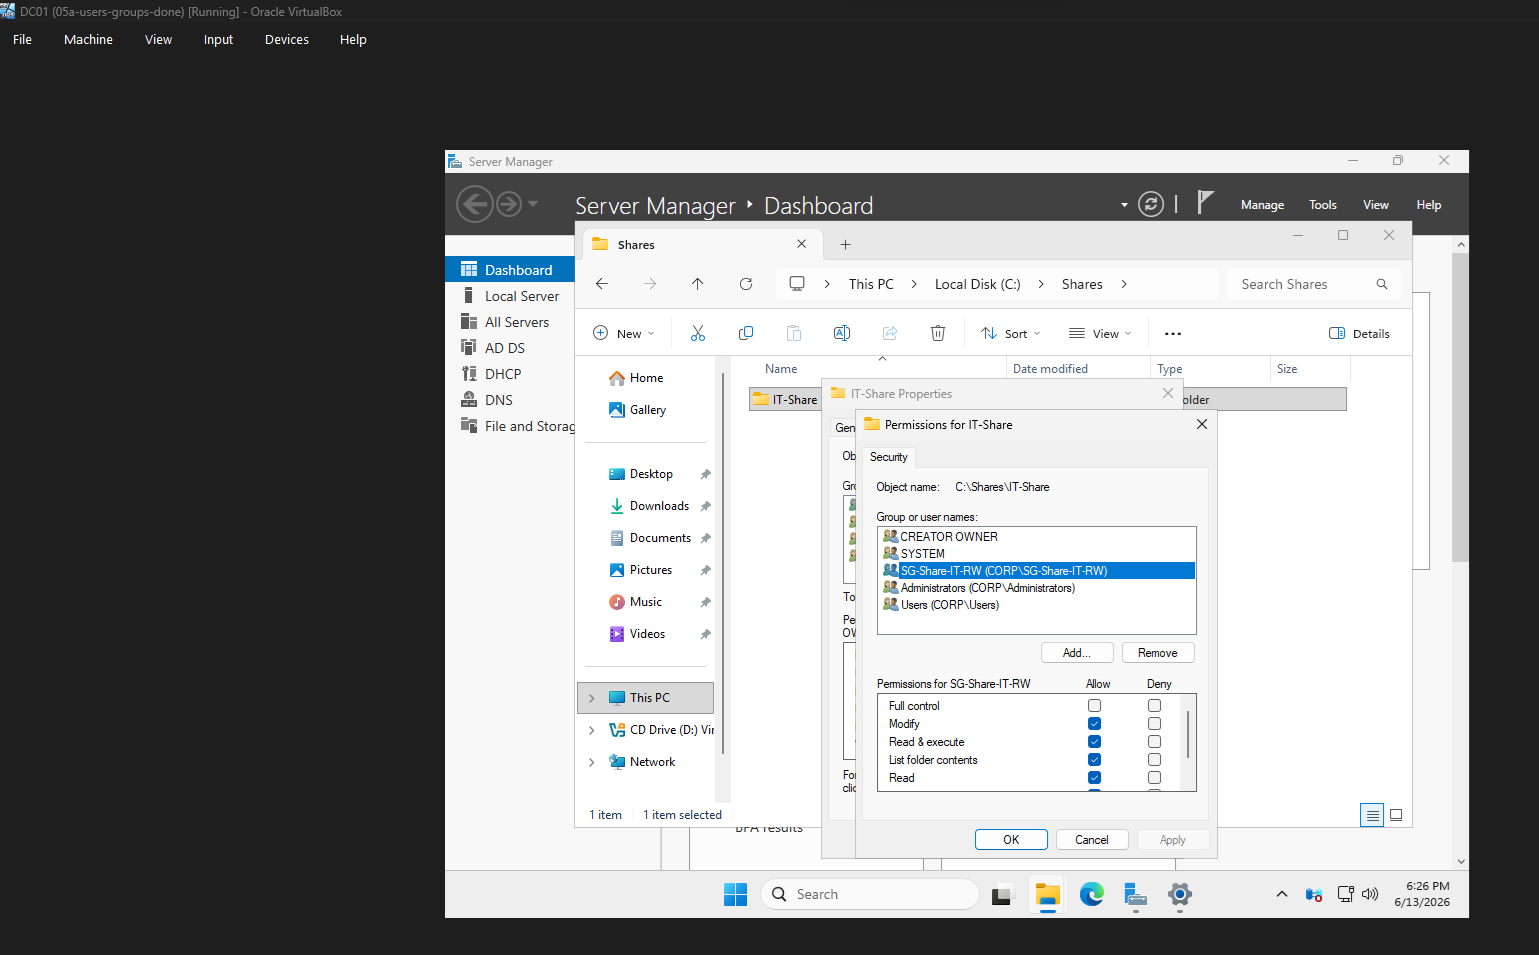 DC01 (05a-users-groups-done) [Running] - Oracle VirtualBox
File Machine View Input Devices Help
Server Manager
Server Manager Dashboard
Manage Tools View Help
Dashboard
Local Server
All Servers
AD DS
DHCP
DNS
File and Storag
Shares
This PC Local Disk (C:) Shares
Search Shares
New
Sort
View
Details
Home
Gallery
Desktop
Downloads
Documents
Pictures
Music
Videos
This PC
CD Drive (D:) Vir
Network
Name Date modified Type Size
IT-Share
older
1 item 1 item selected
BPA results
IT-Share Properties
Gen
Permissions for IT-Share
Security
Object name: C:\Shares\IT-Share
Group or user names:
CREATOR OWNER
SYSTEM
SG-Share-IT-RW (CORP\SG-Share-IT-RW)
Administrators (CORP\Administrators)
Users (CORP\Users)
Add... Remove
Permissions for SG-Share-IT-RW Allow Deny
Full control
Modify
Read & execute
List folder contents
Read
OK Cancel Apply
Search
6:26 PM
6/13/2026